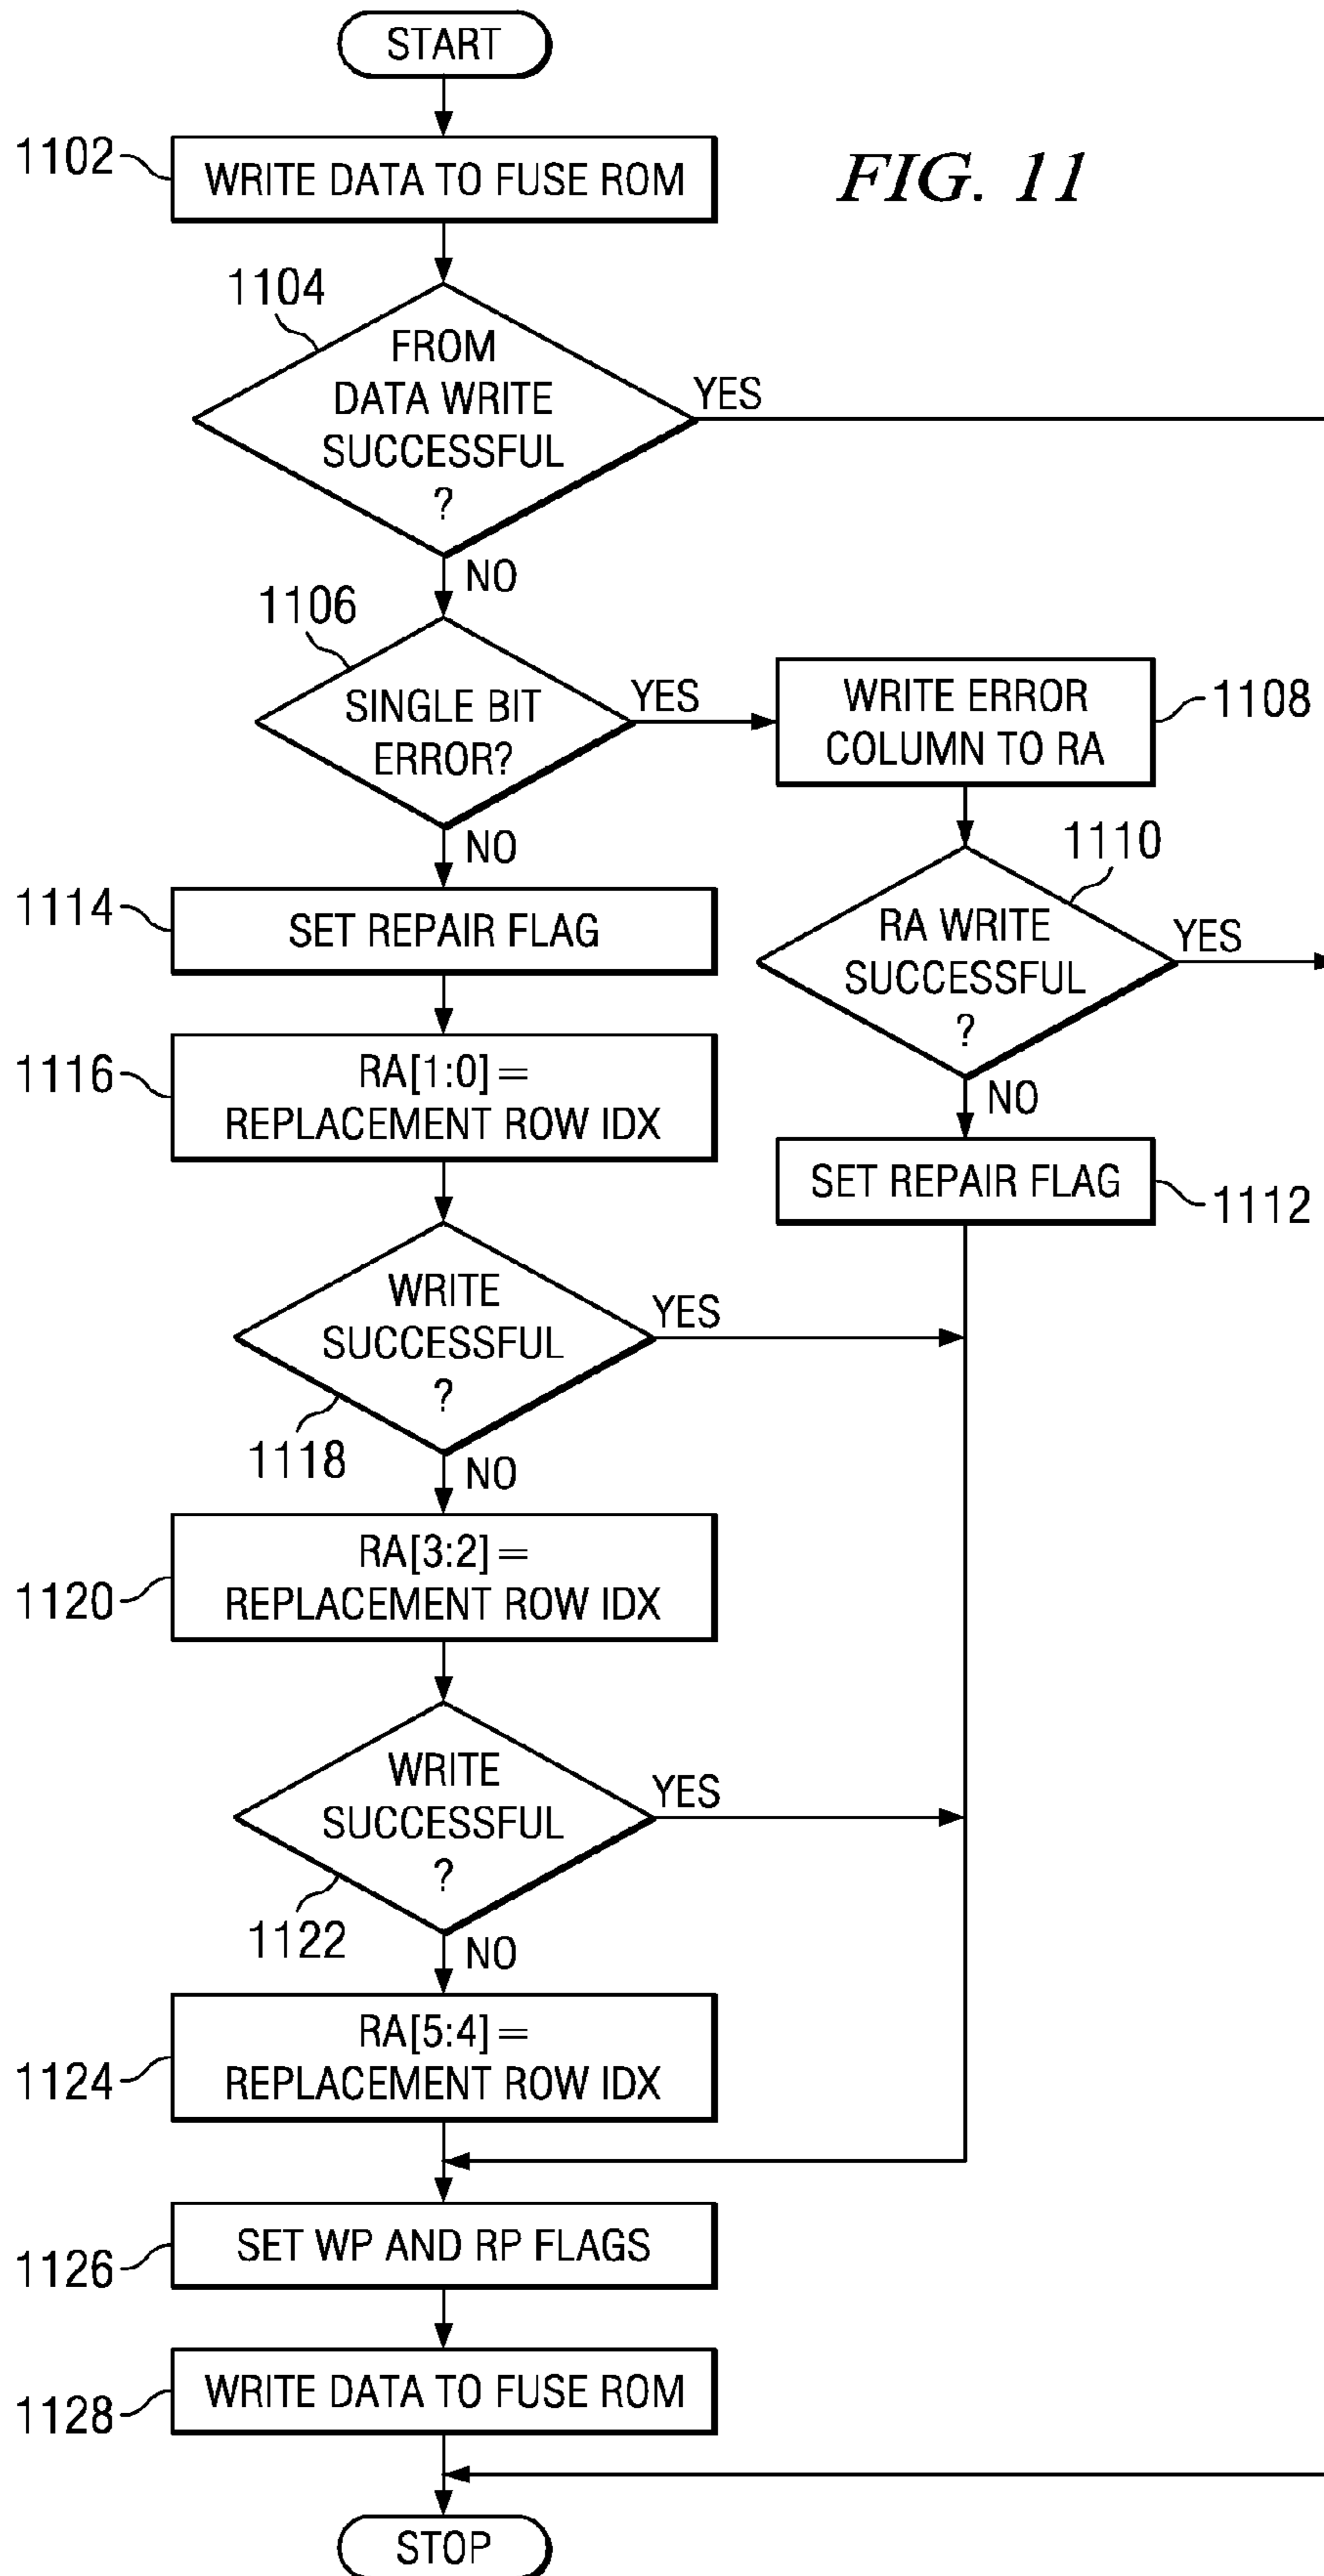 START
1102
WRITE DATA TO FUSE ROM
FIG. 11
1104
FROM
DATA WRITE
SUCCESSFUL
?
YES
NO
1106
SINGLE BIT
ERROR?
YES
WRITE ERROR
COLUMN TO RA
1108
NO
1110
RA WRITE
SUCCESSFUL
?
YES
NO
1114
SET REPAIR FLAG
1116
RA[1:0] =
REPLACEMENT ROW IDX
SET REPAIR FLAG
1112
WRITE
SUCCESSFUL
?
YES
1118
NO
1120
RA[3:2] =
REPLACEMENT ROW IDX
WRITE
SUCCESSFUL
?
YES
1122
NO
1124
RA[5:4] =
REPLACEMENT ROW IDX
1126
SET WP AND RP FLAGS
1128
WRITE DATA TO FUSE ROM
STOP